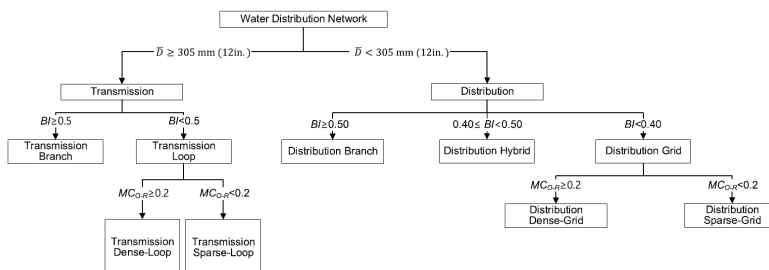 Water Distribution Network
D̅ ≥ 305 mm (12in.)
D̅ < 305 mm (12in.)
Transmission
Distribution
BI≥0.5
BI<0.5
BI≥0.50
0.40≤ BI<0.50
BI<0.40
Transmission
Branch
Transmission
Loop
Distribution Branch
Distribution Hybrid
Distribution Grid
MCO-R≥0.2
MCO-R<0.2
MCO-R≥0.2
MCO-R<0.2
Transmission
Dense-Loop
Transmission
Sparse-Loop
Distribution
Dense-Grid
Distribution
Sparse-Grid